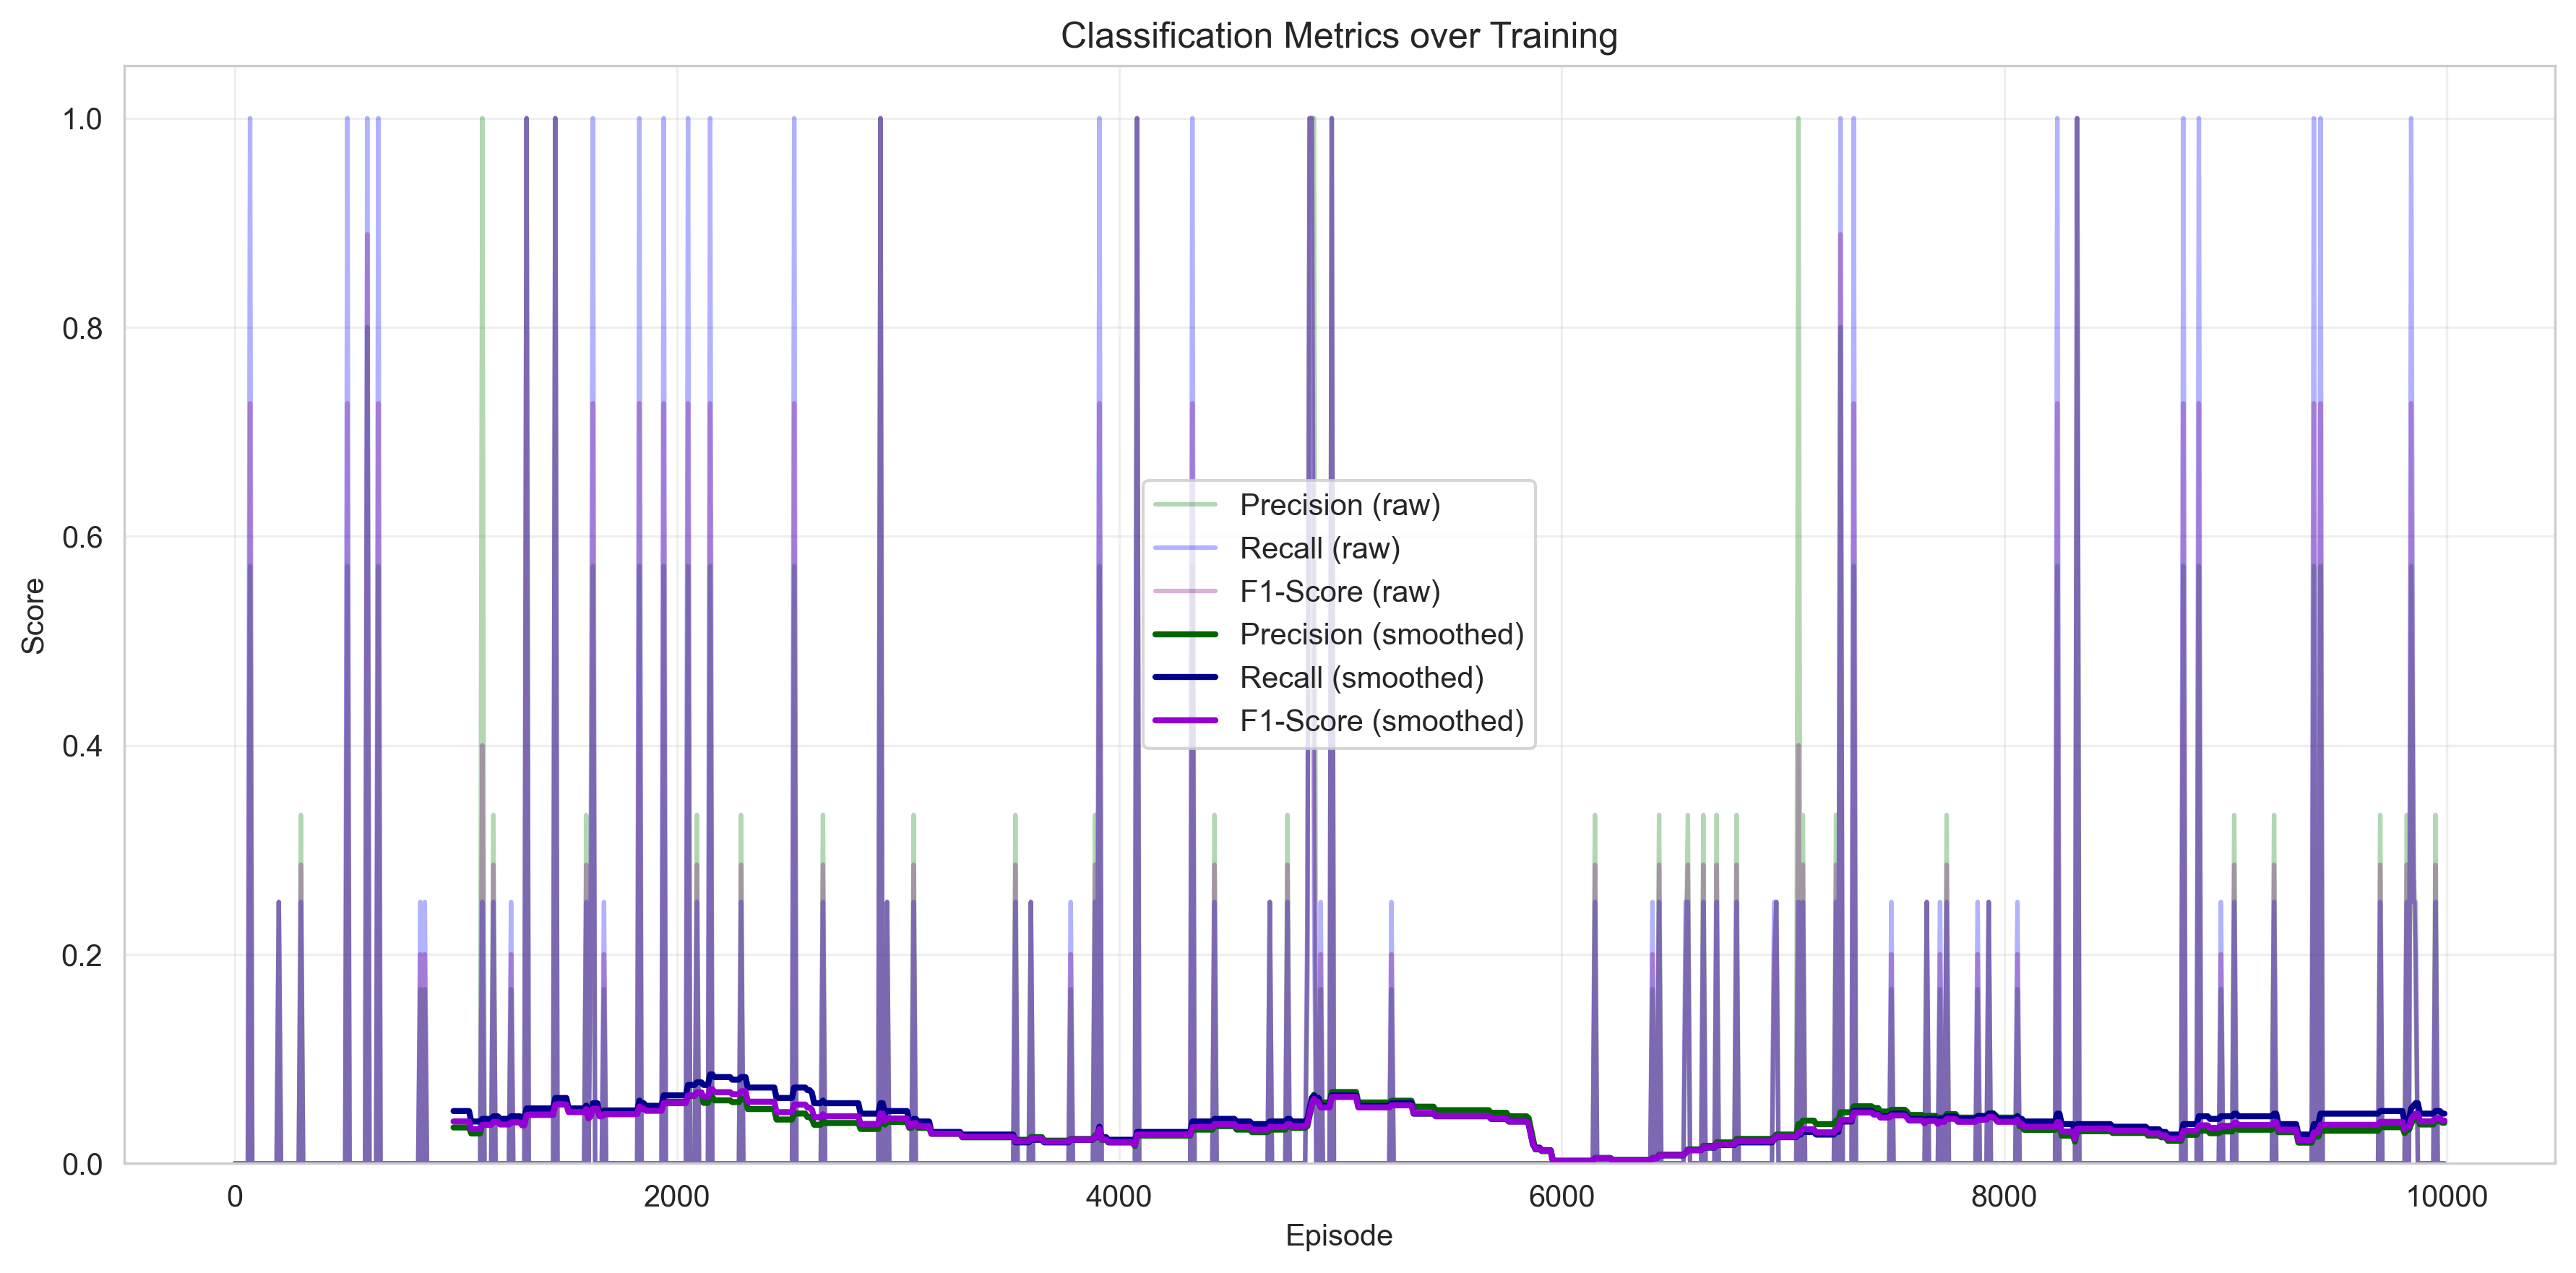 Classification Metrics over Training
1.0
0.8
0.6
0.4
0.2
0.0
Score
Precision (raw)
Recall (raw)
F1-Score (raw)
Precision (smoothed)
Recall (smoothed)
F1-Score (smoothed)
0 2000 4000 6000 8000 10000
Episode